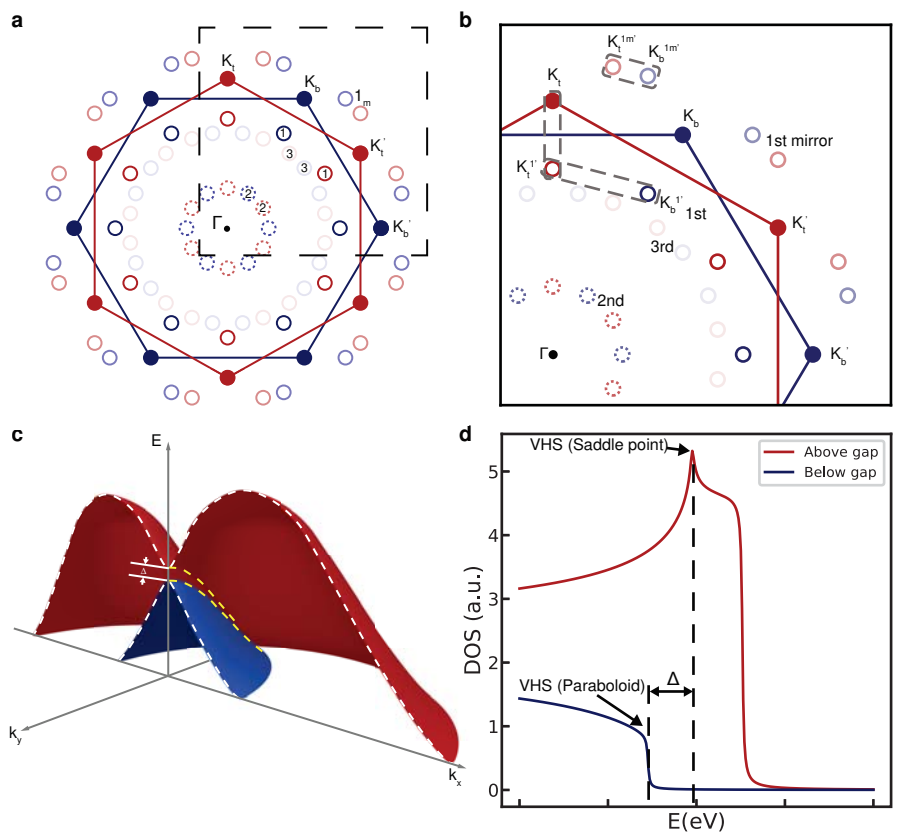 a
K_t
K_b
1_m
K_t'
1
3
3
1
2
2
Γ
K_b'
b
K_t^1m'
K_b^1m'
K_t
K_b
1st mirror
K_t^1'
K_b^1'
1st
K_t'
3rd
2nd
Γ
K_b'
c
E
Δ
k_y
k_x
d
VHS (Saddle point)
Above gap
Below gap
5
4
3
2
1
0
DOS (a.u.)
VHS (Paraboloid)
Δ
E(eV)